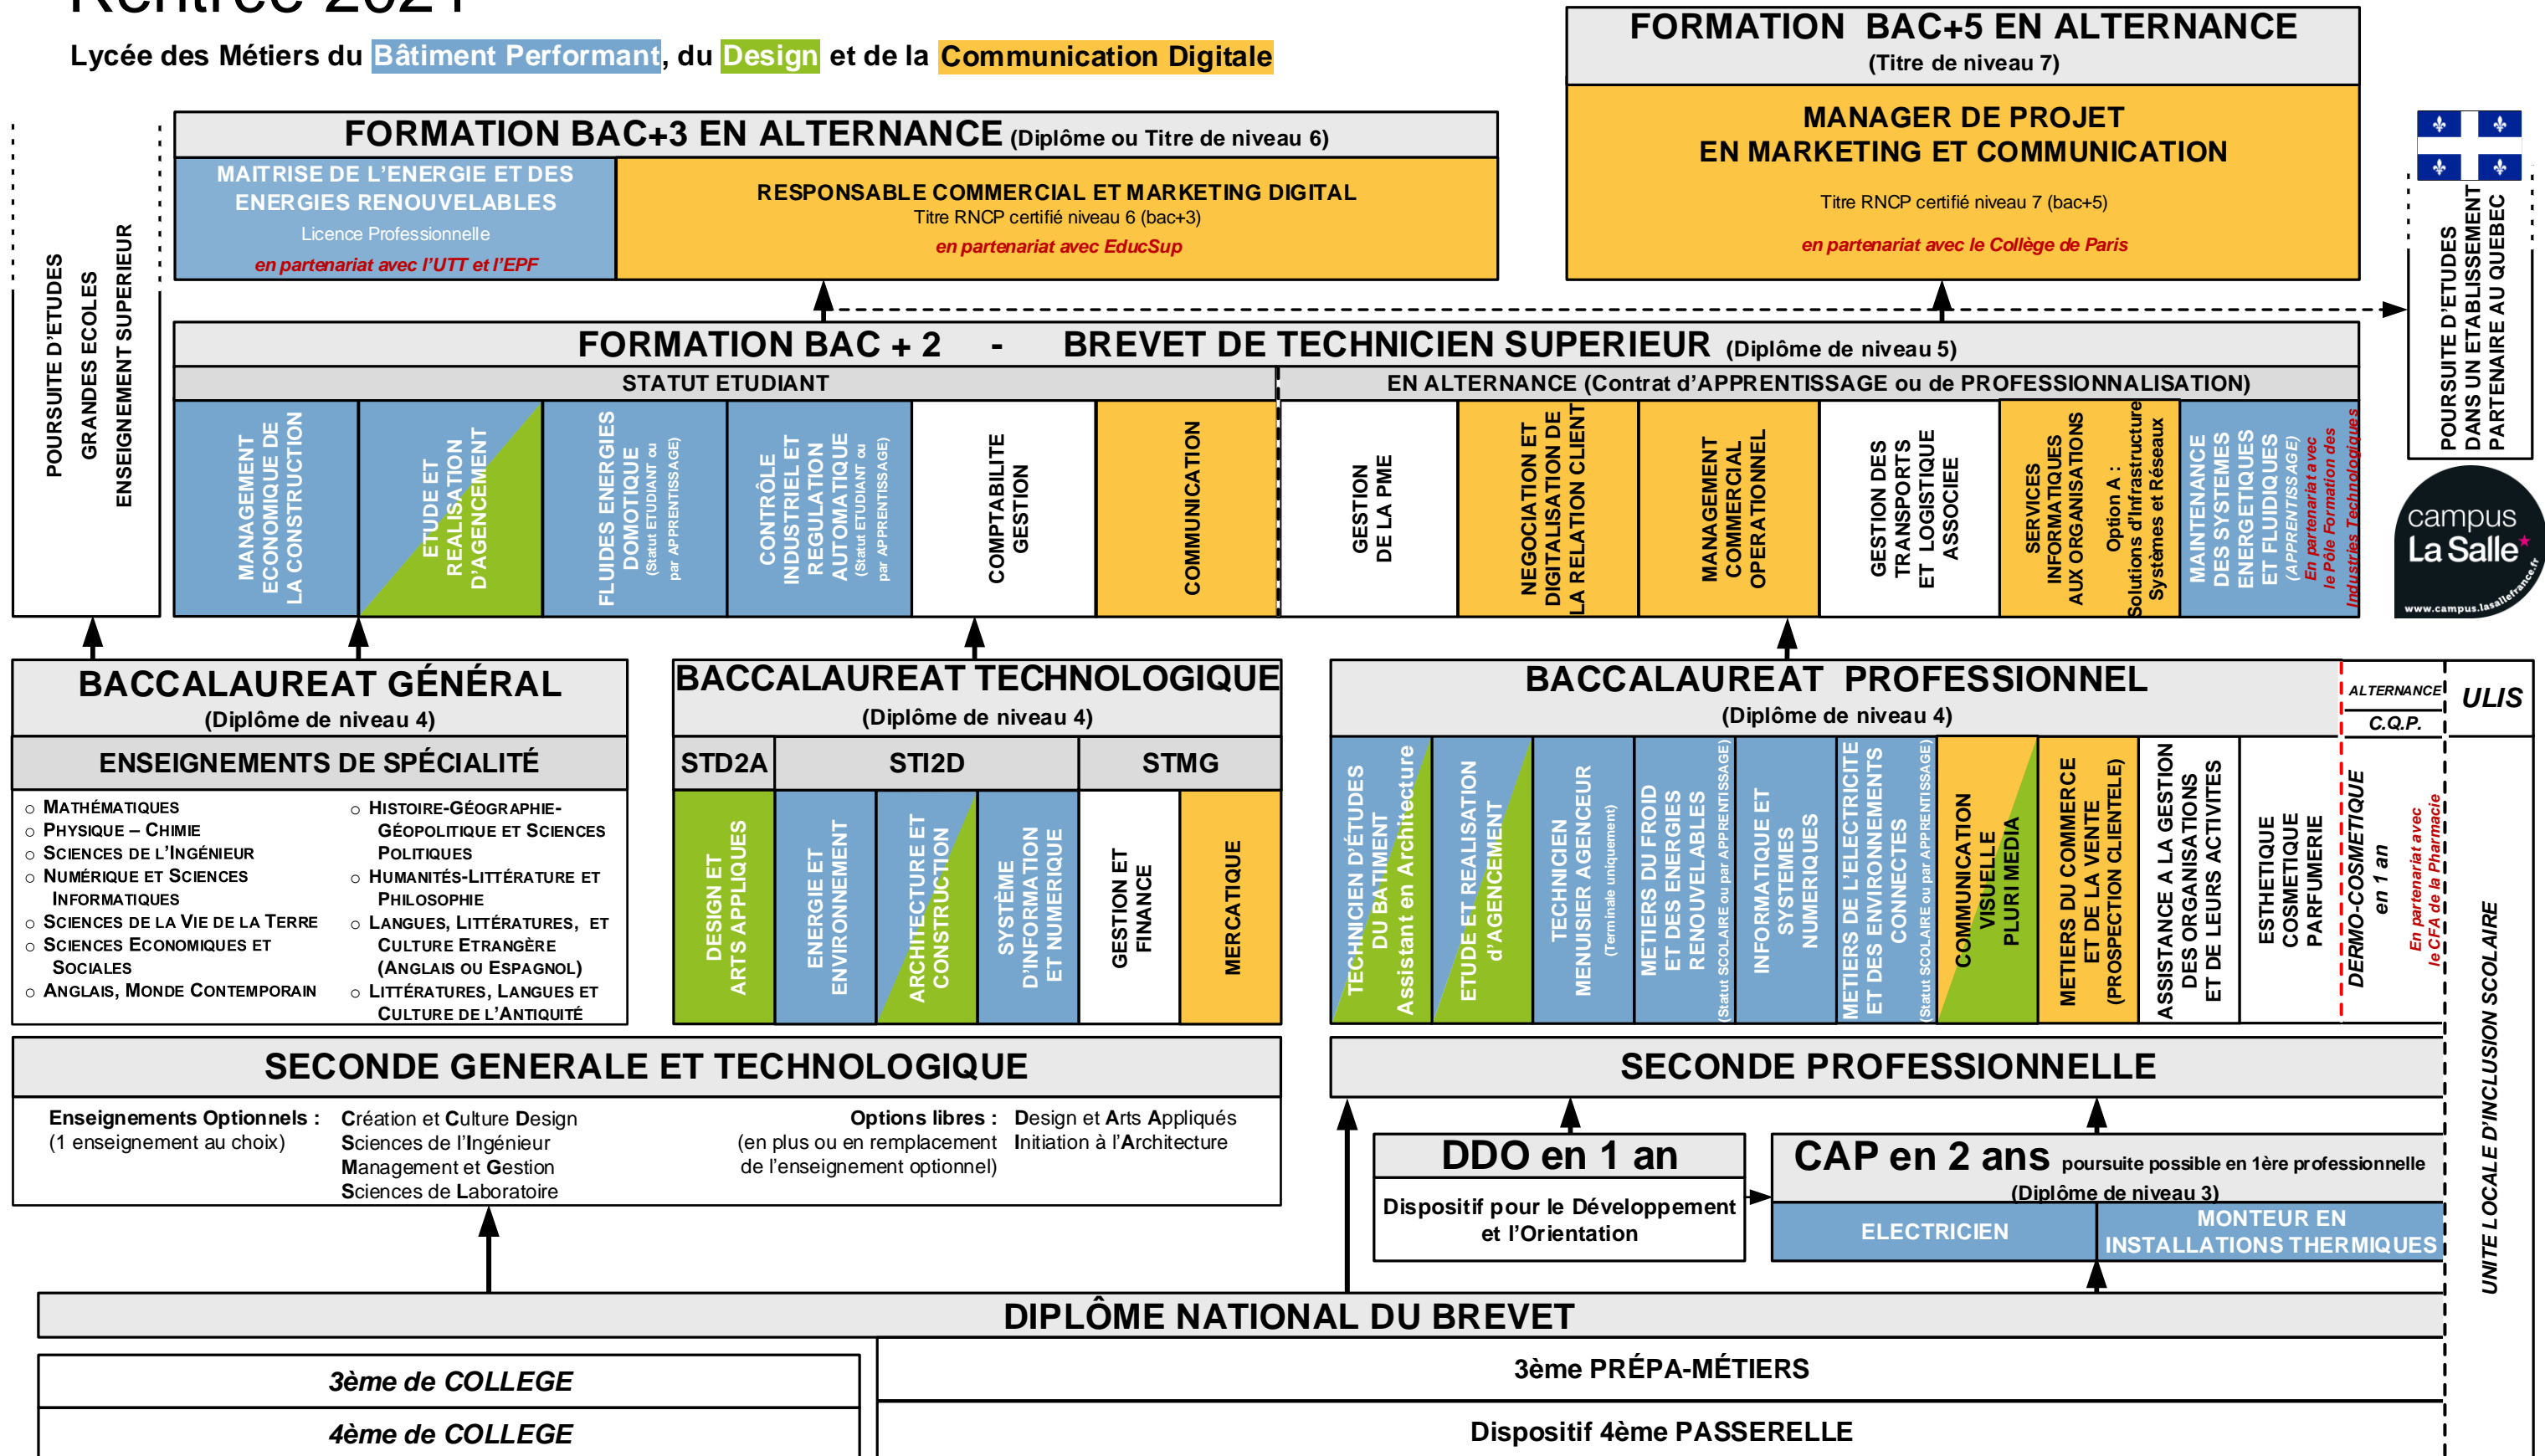 Rentrée 2021
Lycée des Métiers du Bâtiment Performant, du Design et de la Communication Digitale
FORMATION BAC+5 EN ALTERNANCE
(Titre de niveau 7)
MANAGER DE PROJET
EN MARKETING ET COMMUNICATION
Titre RNCP certifié niveau 7 (bac+5)
en partenariat avec le Collège de Paris
FORMATION BAC+3 EN ALTERNANCE (Diplôme ou Titre de niveau 6)
MAITRISE DE L'ENERGIE ET DES
ENERGIES RENOUVELABLES
Licence Professionnelle
en partenariat avec l'UTT et l'EPF
RESPONSABLE COMMERCIAL ET MARKETING DIGITAL
Titre RNCP certifié niveau 6 (bac+3)
en partenariat avec EducSup
POURSUITE D'ETUDES
GRANDES ECOLES
ENSEIGNEMENT SUPERIEUR
POURSUITE D'ETUDES
DANS UN ETABLISSEMENT
PARTENAIRE AU QUEBEC
FORMATION BAC + 2 - BREVET DE TECHNICIEN SUPERIEUR (Diplôme de niveau 5)
STATUT ETUDIANT
EN ALTERNANCE (Contrat d'APPRENTISSAGE ou de PROFESSIONNALISATION)
MANAGEMENT
ECONOMIQUE DE
LA CONSTRUCTION
ETUDE ET
REALISATION
D'AGENCEMENT
FLUIDES ENERGIES
DOMOTIQUE
(Statut ETUDIANT ou
par APPRENTISSAGE)
CONTRÔLE
INDUSTRIEL ET
REGULATION
AUTOMATIQUE
(Statut ETUDIANT ou
par APPRENTISSAGE)
COMPTABILITE
GESTION
COMMUNICATION
GESTION
DE LA PME
NEGOCIATION ET
DIGITALISATION DE
LA RELATION CLIENT
MANAGEMENT
COMMERCIAL
OPERATIONNEL
GESTION DES
TRANSPORTS
ET LOGISTIQUE
ASSOCIEE
SERVICES
INFORMATIQUES
AUX ORGANISATIONS
Option A :
Solutions d'Infrastructure
Systèmes et Réseaux
MAINTENANCE
DES SYSTEMES
ENERGETIQUES
ET FLUIDIQUES
(APPRENTISSAGE)
En partenariat avec
le Pôle Formation des
Industries Technologiques
campus
La Salle
www.campus.lasallefrance.fr
BACCALAUREAT GÉNÉRAL
(Diplôme de niveau 4)
ENSEIGNEMENTS DE SPÉCIALITÉ
○ MATHÉMATIQUES
○ PHYSIQUE – CHIMIE
○ SCIENCES DE L'INGÉNIEUR
○ NUMÉRIQUE ET SCIENCES
INFORMATIQUES
○ SCIENCES DE LA VIE DE LA TERRE
○ SCIENCES ECONOMIQUES ET
SOCIALES
○ ANGLAIS, MONDE CONTEMPORAIN
○ HISTOIRE-GÉOGRAPHIE-
GÉOPOLITIQUE ET SCIENCES
POLITIQUES
○ HUMANITÉS-LITTÉRATURE ET
PHILOSOPHIE
○ LANGUES, LITTÉRATURES, ET
CULTURE ETRANGÈRE
(ANGLAIS OU ESPAGNOL)
○ LITTÉRATURES, LANGUES ET
CULTURE DE L'ANTIQUITÉ
BACCALAUREAT TECHNOLOGIQUE
(Diplôme de niveau 4)
STD2A
STI2D
STMG
DESIGN ET
ARTS APPLIQUES
ENERGIE ET
ENVIRONNEMENT
ARCHITECTURE ET
CONSTRUCTION
SYSTÈME
D'INFORMATION
ET NUMERIQUE
GESTION ET
FINANCE
MERCATIQUE
BACCALAUREAT PROFESSIONNEL
(Diplôme de niveau 4)
TECHNICIEN D'ÉTUDES
DU BATIMENT
Assistant en Architecture
ETUDE ET REALISATION
d'AGENCEMENT
TECHNICIEN
MENUISIER AGENCEUR
(Terminale uniquement)
METIERS DU FROID
ET DES ENERGIES
RENOUVELABLES
(Statut SCOLAIRE ou par APPRENTISSAGE)
INFORMATIQUE ET
SYSTEMES
NUMERIQUES
METIERS DE L'ELECTRICITE
ET DES ENVIRONNEMENTS
CONNECTES
(Statut SCOLAIRE ou par APPRENTISSAGE)
COMMUNICATION
VISUELLE
PLURI MEDIA
METIERS DU COMMERCE
ET DE LA VENTE
(PROSPECTION CLIENTELE)
ASSISTANCE A LA GESTION
DES ORGANISATIONS
ET DE LEURS ACTIVITES
ESTHETIQUE
COSMETIQUE
PARFUMERIE
ALTERNANCE
C.Q.P.
DERMO-COSMETIQUE
en 1 an
En partenariat avec
le CFA de la Pharmacie
ULIS
UNITE LOCALE D'INCLUSION SCOLAIRE
SECONDE GENERALE ET TECHNOLOGIQUE
Enseignements Optionnels :
(1 enseignement au choix)
Création et Culture Design
Sciences de l'Ingénieur
Management et Gestion
Sciences de Laboratoire
Options libres :
(en plus ou en remplacement
de l'enseignement optionnel)
Design et Arts Appliqués
Initiation à l'Architecture
SECONDE PROFESSIONNELLE
DDO en 1 an
Dispositif pour le Développement
et l'Orientation
CAP en 2 ans poursuite possible en 1ère professionnelle
(Diplôme de niveau 3)
ELECTRICIEN
MONTEUR EN
INSTALLATIONS THERMIQUES
DIPLÔME NATIONAL DU BREVET
3ème de COLLEGE
4ème de COLLEGE
3ème PRÉPA-MÉTIERS
Dispositif 4ème PASSERELLE